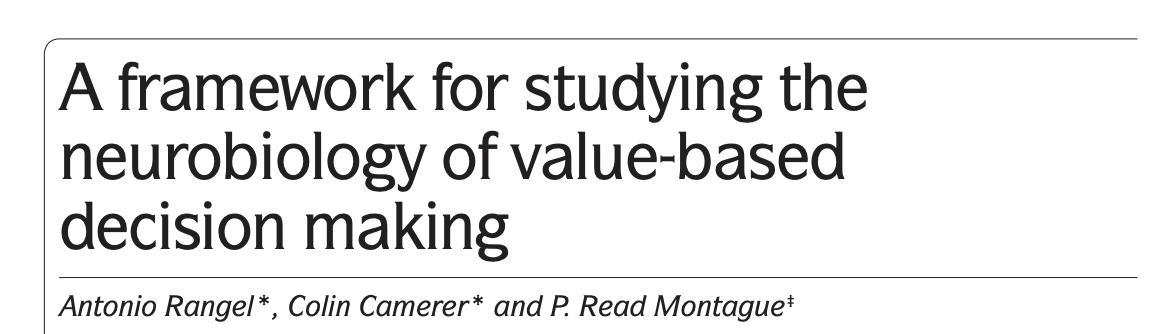 A framework for studying the
neurobiology of value-based
decision making
Antonio Rangel*, Colin Camerer* and P. Read Montague‡